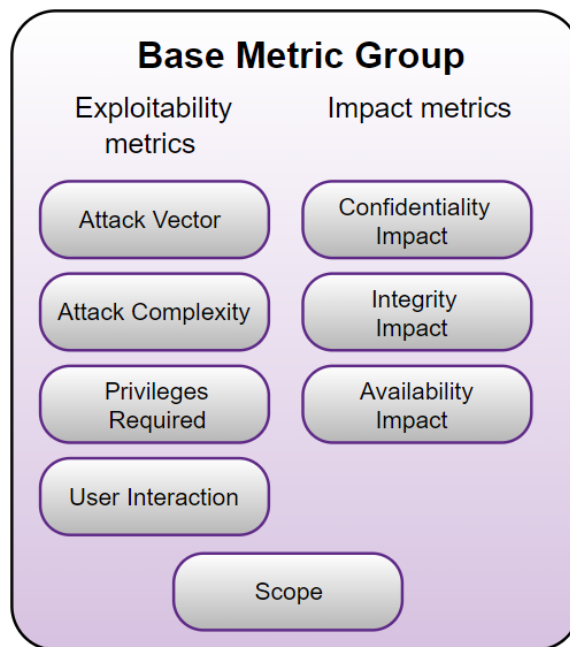 Base Metric Group
Exploitability
metrics
Impact metrics
Attack Vector
Attack Complexity
Privileges
Required
User Interaction
Confidentiality
Impact
Integrity
Impact
Availability
Impact
Scope